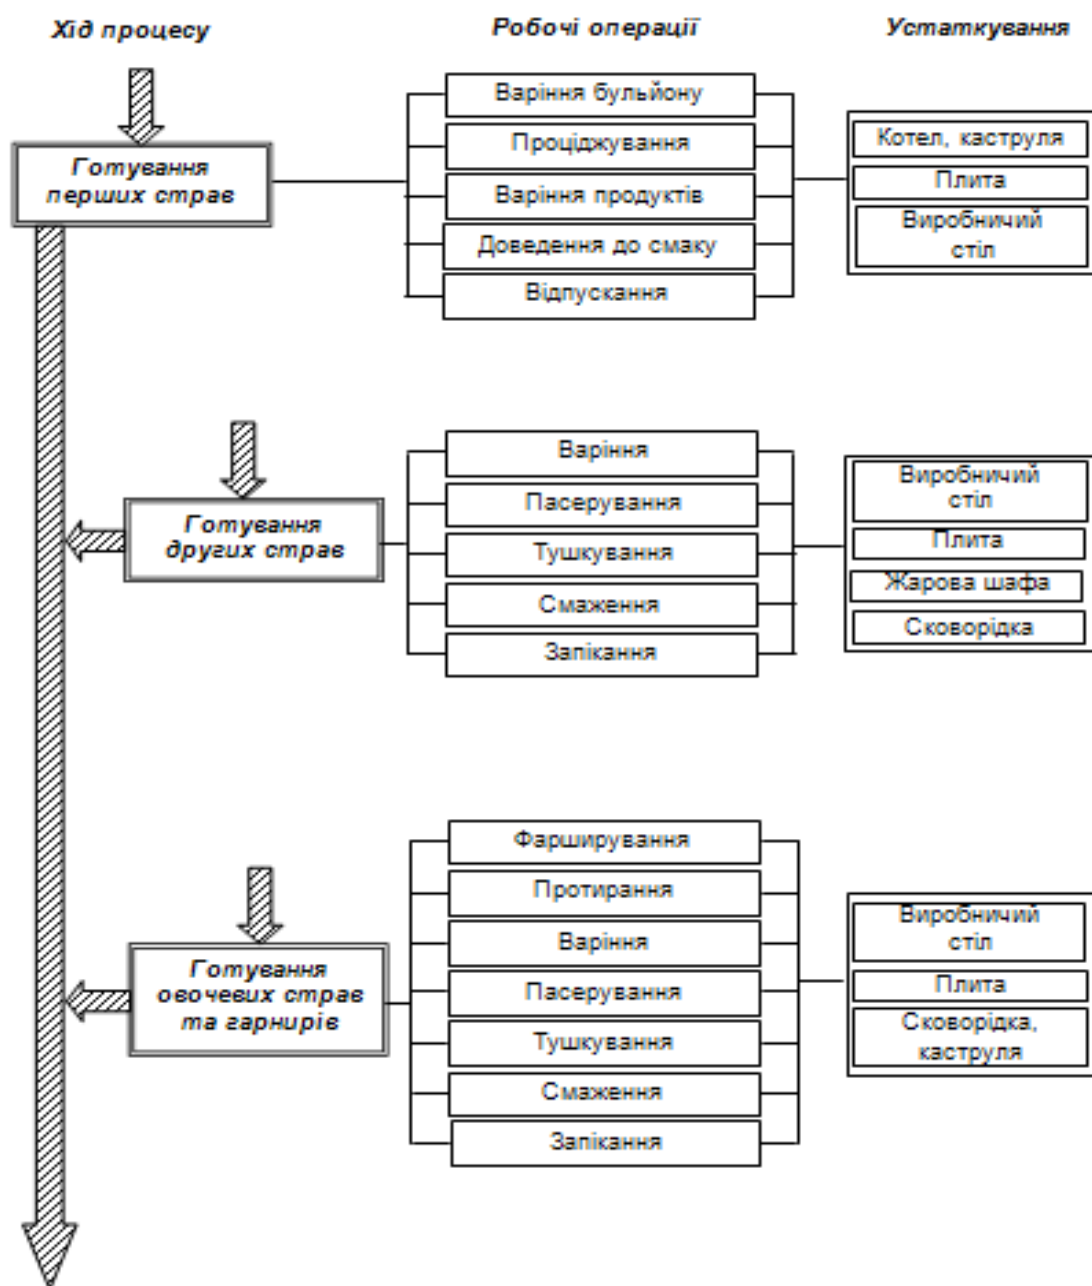 Хід процесу
Робочі операції
Устаткування
Готування
перших страв
Варіння бульйону
Проціджування
Варіння продуктів
Доведення до смаку
Відпускання
Котел, каструля
Плита
Виробничий
стіл
Готування
других страв
Варіння
Пасерування
Тушкування
Смаження
Запікання
Виробничий
стіл
Плита
Жарова шафа
Сковорідка
Готування
овочевих страв
та гарнирів
Фарширування
Протирання
Варіння
Пасерування
Тушкування
Смаження
Запікання
Виробничий
стіл
Плита
Сковорідка,
каструля